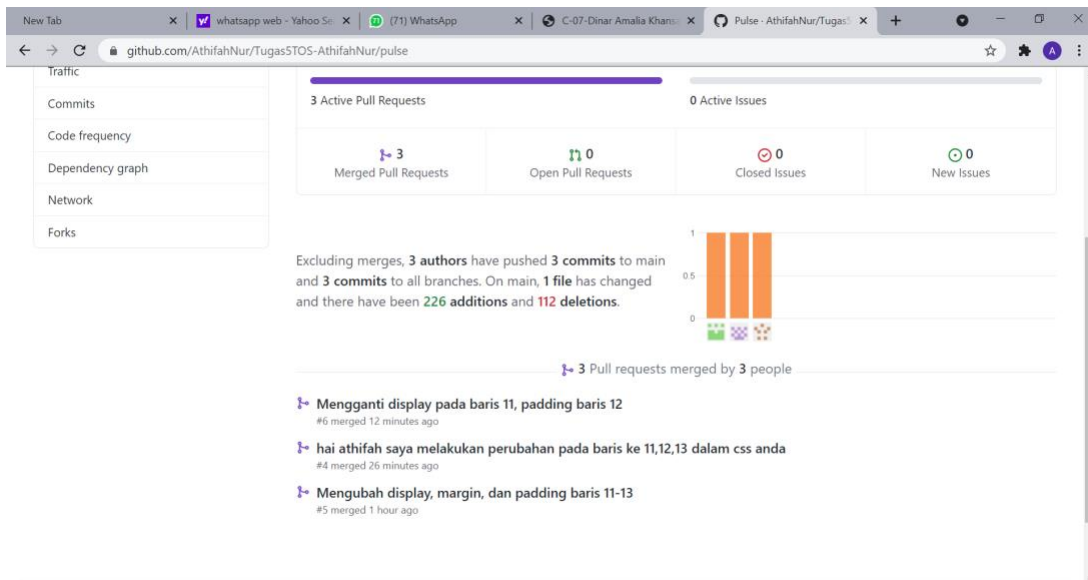 New Tab
whatsapp web - Yahoo Se
(71) WhatsApp
C-07-Dinar Amalia Khans
Pulse · AthifahNur/Tugas5
github.com/AthifahNur/Tugas5TOS-AthifahNur/pulse
A
Traffic
Commits
Code frequency
Dependency graph
Network
Forks
3 Active Pull Requests
0 Active Issues
3
Merged Pull Requests
0
Open Pull Requests
0
Closed Issues
0
New Issues
Excluding merges, 3 authors have pushed 3 commits to main
and 3 commits to all branches. On main, 1 file has changed
and there have been 226 additions and 112 deletions.
1
0.5
0
3 Pull requests merged by 3 people
Mengganti display pada baris 11, padding baris 12
#6 merged 12 minutes ago
hai athifah saya melakukan perubahan pada baris ke 11,12,13 dalam css anda
#4 merged 26 minutes ago
Mengubah display, margin, dan padding baris 11-13
#5 merged 1 hour ago